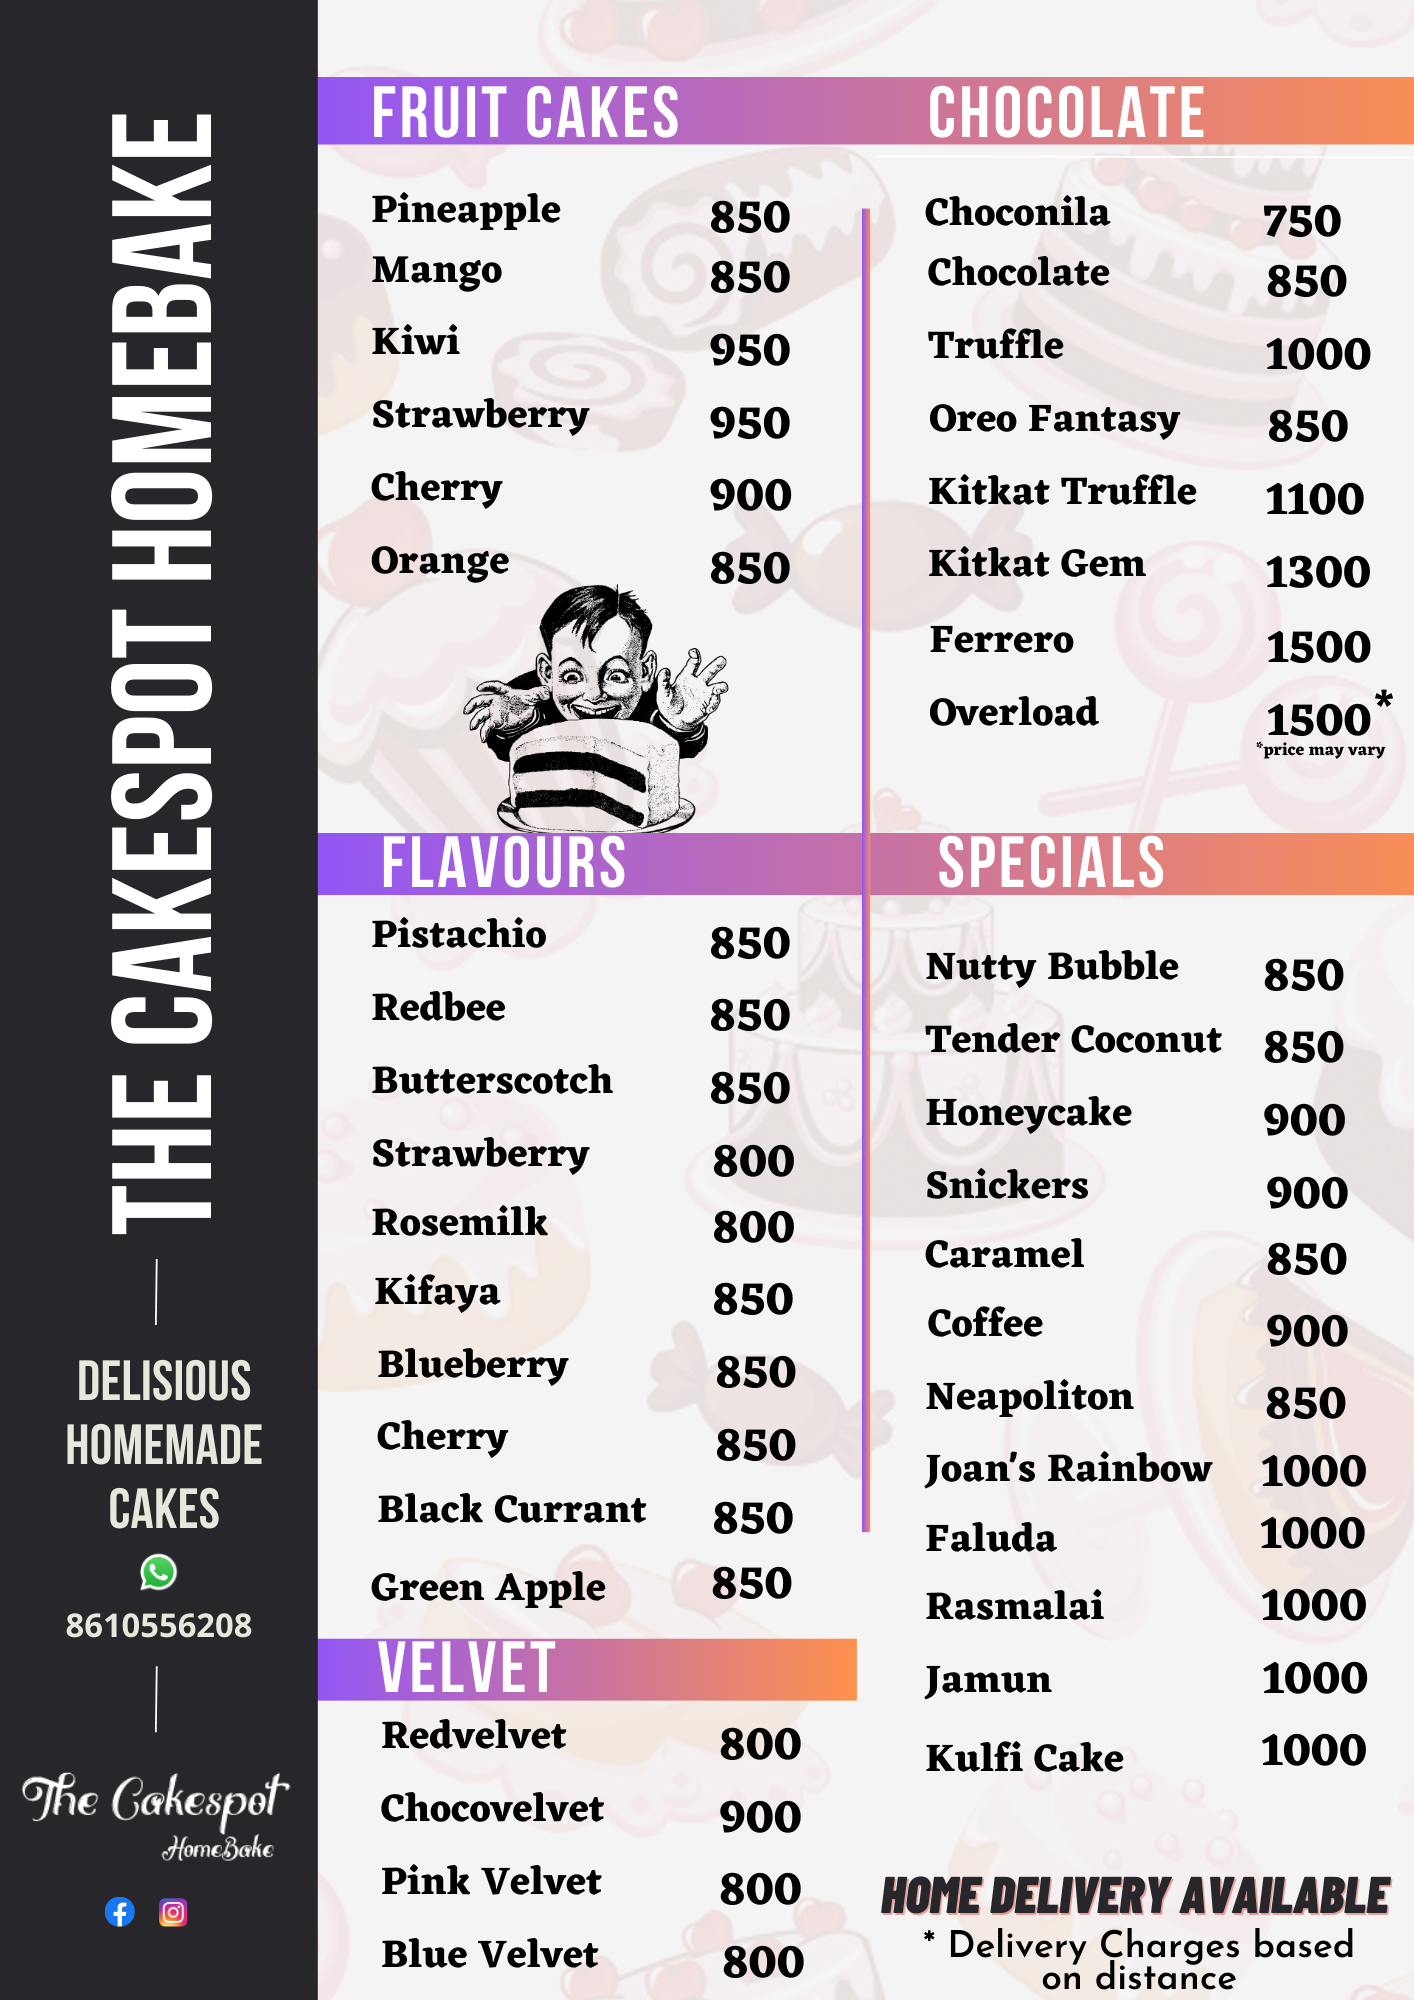 THE CAKESPOT HOMEBAKE
DELISIOUS
HOMEMADE
CAKES
8610556208
The Cakespot
HomeBake
FRUIT CAKES
Pineapple 850
Mango 850
Kiwi 950
Strawberry 950
Cherry 900
Orange 850
CHOCOLATE
Choconila 750
Chocolate 850
Truffle 1000
Oreo Fantasy 850
Kitkat Truffle 1100
Kitkat Gem 1300
Ferrero 1500
Overload 1500*
*price may vary
FLAVOURS
Pistachio 850
Redbee 850
Butterscotch 850
Strawberry 800
Rosemilk 800
Kifaya 850
Blueberry 850
Cherry 850
Black Currant 850
Green Apple 850
VELVET
Redvelvet 800
Chocovelvet 900
Pink Velvet 800
Blue Velvet 800
SPECIALS
Nutty Bubble 850
Tender Coconut 850
Honeycake 900
Snickers 900
Caramel 850
Coffee 900
Neapoliton 850
Joan's Rainbow 1000
Faluda 1000
Rasmalai 1000
Jamun 1000
Kulfi Cake 1000
HOME DELIVERY AVAILABLE
* Delivery Charges based
on distance